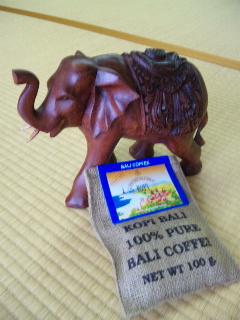 BALI COFFEE
KOPI BALI
100% PURE
BALI COFFEE
NET WT 100 g.